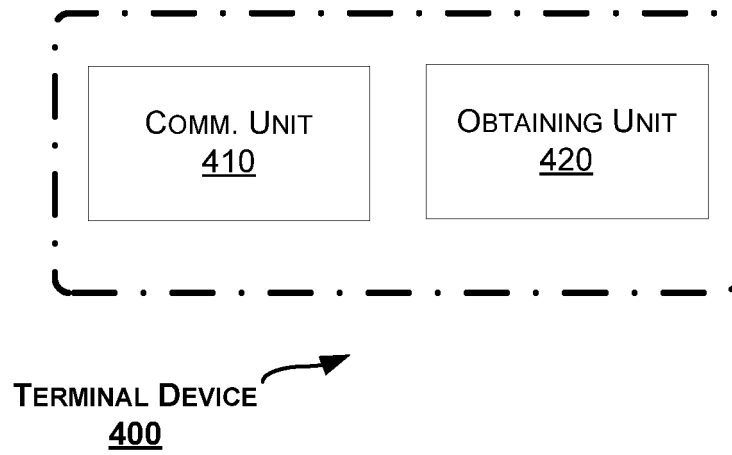 COMM. UNIT
410
OBTAINING UNIT
420
TERMINAL DEVICE
400